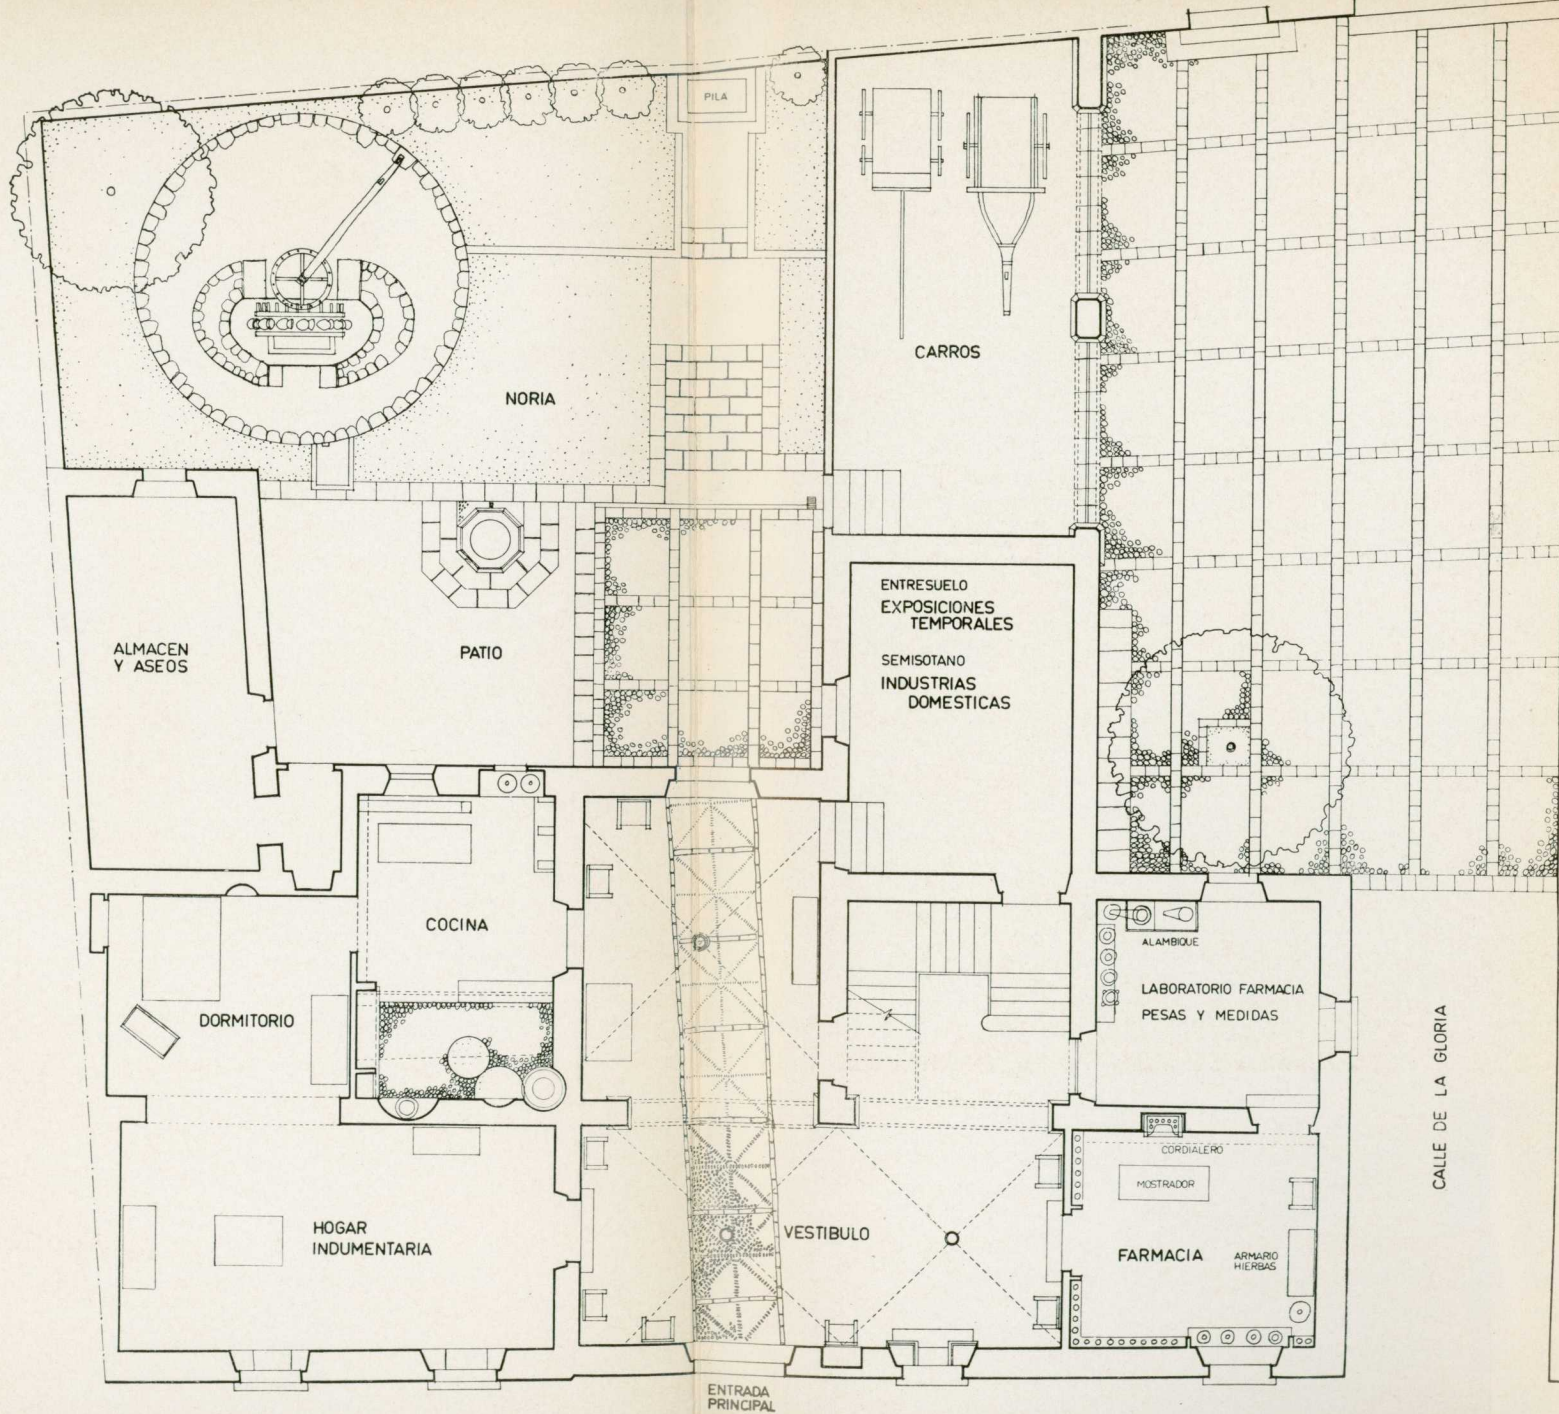 PILA
CARROS
NORIA
ENTRESUELO
EXPOSICIONES
TEMPORALES
SEMISOTANO
INDUSTRIAS
DOMESTICAS
ALMACEN
Y ASEOS
PATIO
COCINA
ALAMBIQUE
LABORATORIO FARMACIA
PESAS Y MEDIDAS
DORMITORIO
CALLE DE LA GLORIA
CORDIALERO
MOSTRADOR
HOGAR
INDUMENTARIA
VESTIBULO
FARMACIA
ARMARIO
HIERBAS
ENTRADA
PRINCIPAL